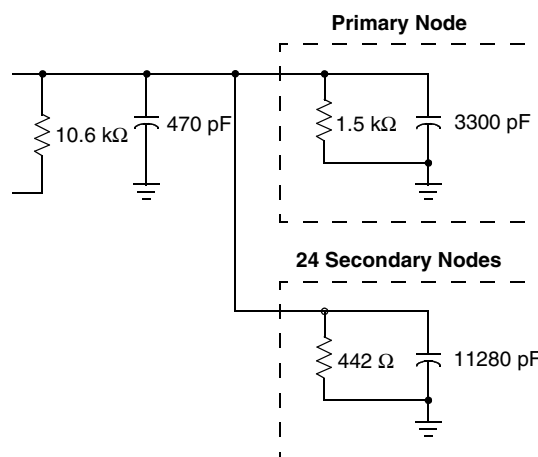 Primary Node
10.6 kΩ
470 pF
1.5 kΩ
3300 pF
24 Secondary Nodes
442 Ω
11280 pF